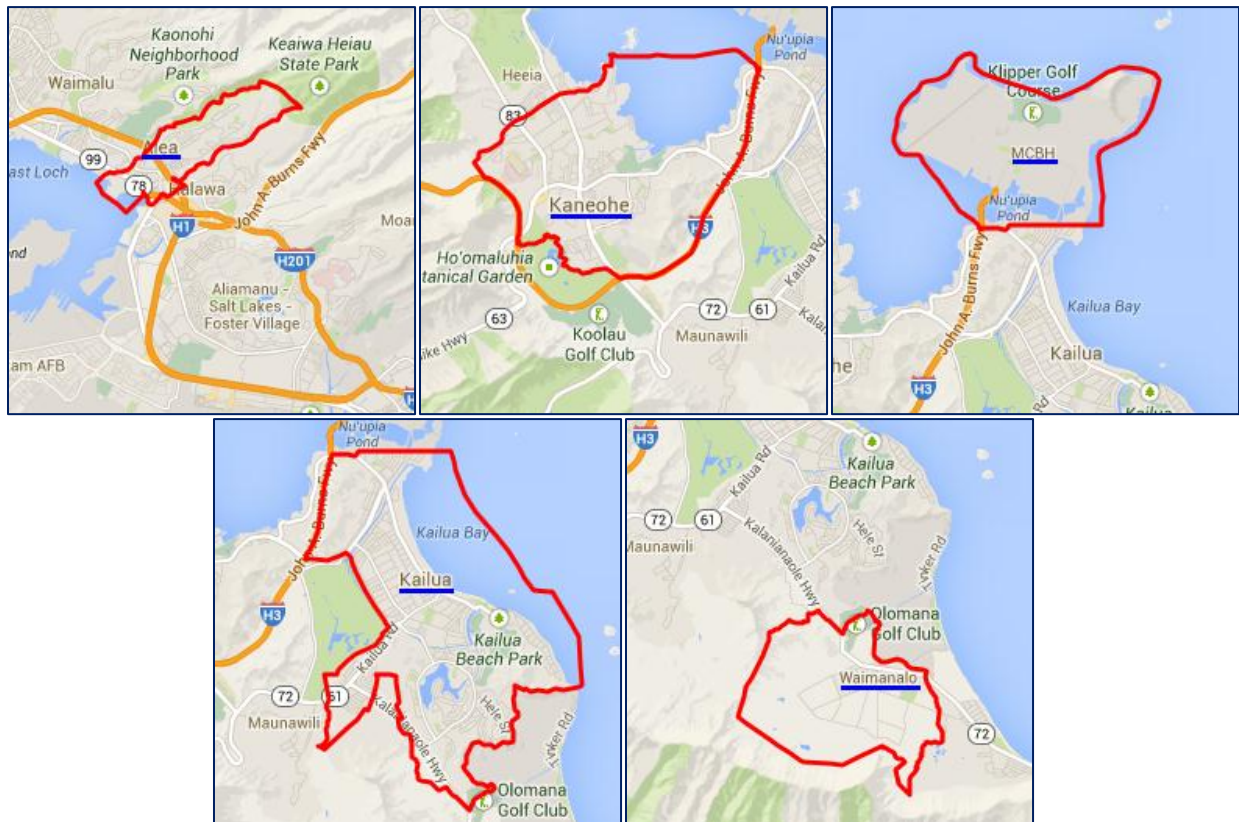 Kaonohi
Neighborhood
Park
Keaiwa Heiau
State Park
Waimalu
Aiea
99
78
Halawa
East Loch
John A. Burns Fwy
H1
H201
Aliamanu -
Salt Lakes -
Foster Village
Nu'upia
Pond
Heeia
83
Kaneohe
John A. Burns Fwy
H3
Kailua Rd
Ho'omaluhia
72
61
63
Koolau
Golf Club
Maunawili
Klipper Golf
Course
MCBH
Nu'upia
Pond
John A. Burns Fwy
Kailua Bay
Kailua
H3
Nu'upia
Pond
John A. Burns Fwy
Kailua Bay
Kailua
H3
Kailua Rd
Kailua
Beach Park
72
61
Maunawili
Hele St
Kalanianaole Hwy
Tinker Rd
Olomana
Golf Club
H3
Kailua Rd
Kailua
Beach Park
72
61
Maunawili
Kalanianaole Hwy
Hele St
Tinker Rd
Olomana
Golf Club
Waimanalo
72